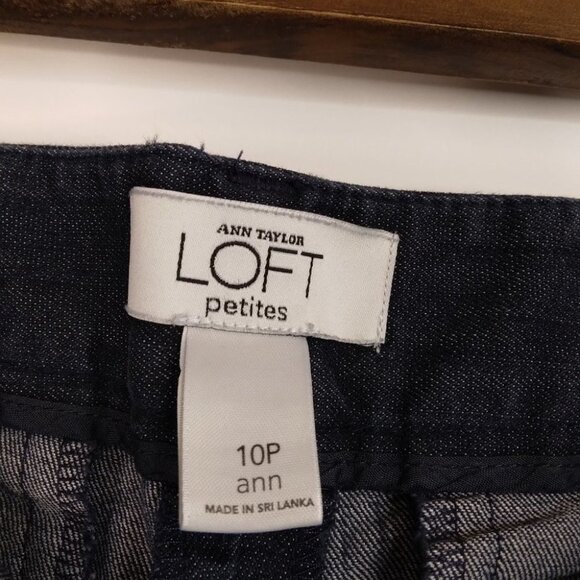 ANN TAYLOR
LOFT
petites
10P
ann
MADE IN SRI LANKA